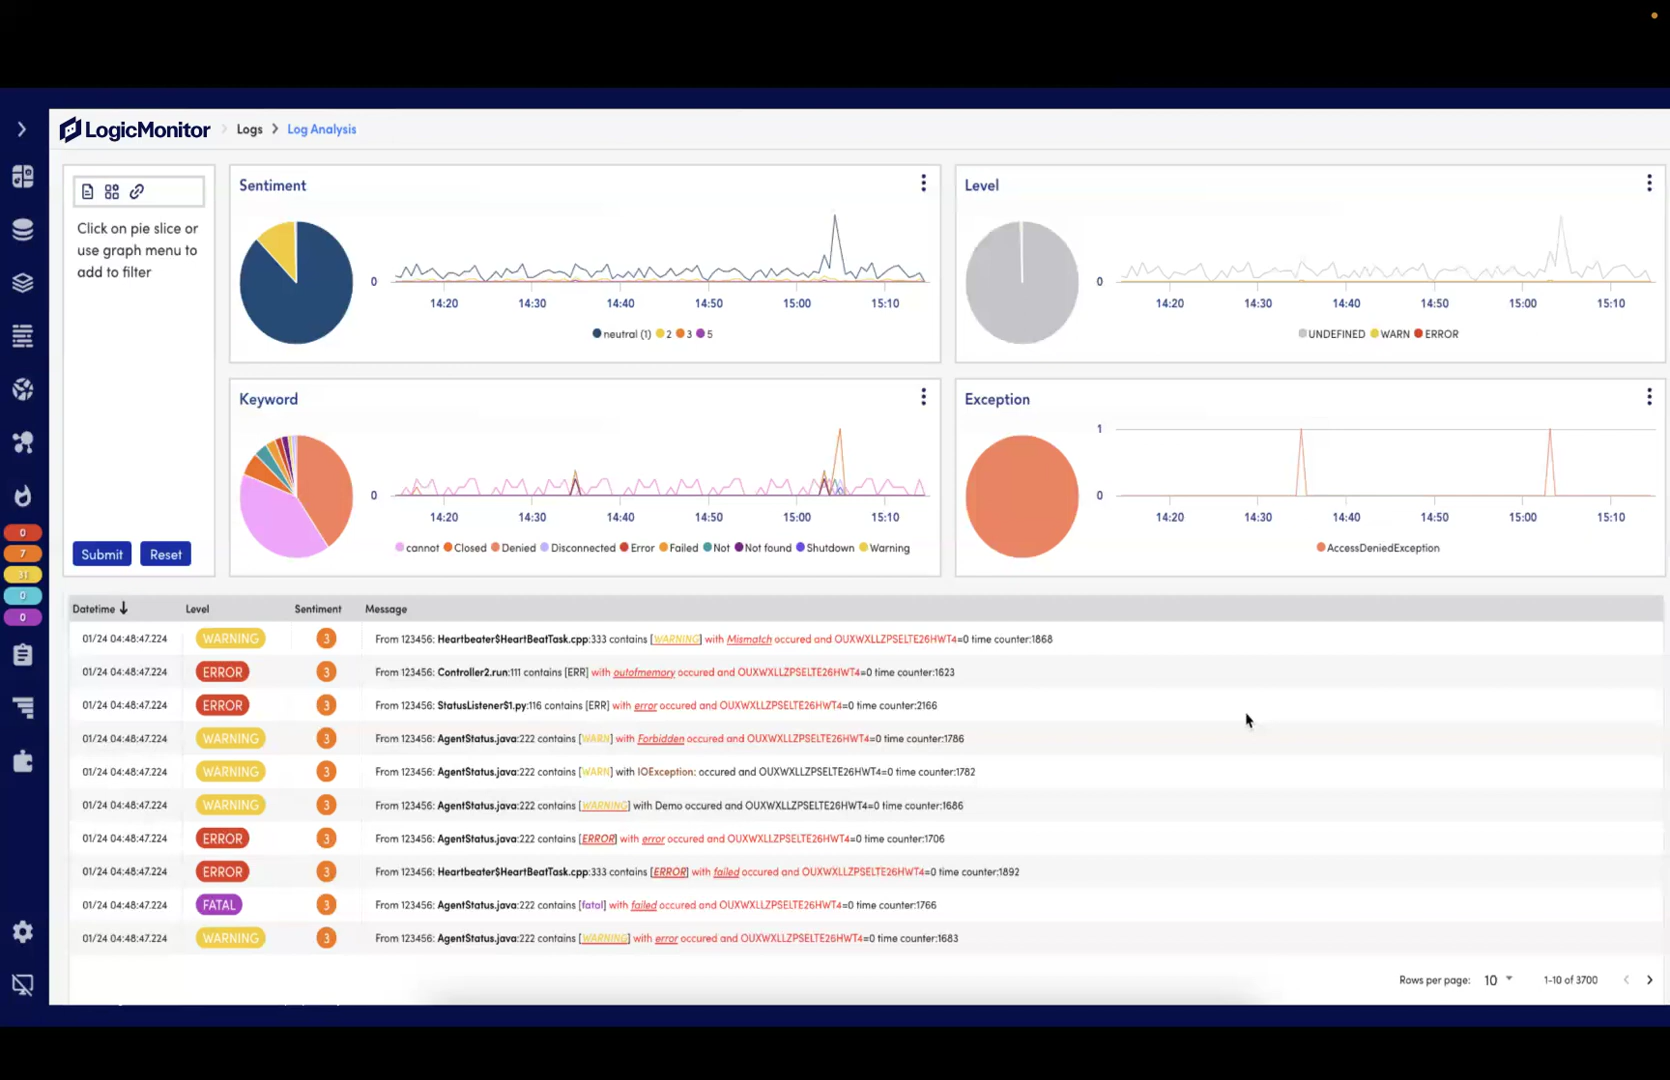 LogicMonitor > Logs > Log Analysis
Click on pie slice or
use graph menu to
add to filter
Submit Reset
Sentiment
0
14:20 14:30 14:40 14:50 15:00 15:10
neutral (1) 2 3 5
Level
0
14:20 14:30 14:40 14:50 15:00 15:10
UNDEFINED WARN ERROR
Keyword
0
14:20 14:30 14:40 14:50 15:00 15:10
cannot Closed Denied Disconnected Error Failed Not Not found Shutdown Warning
Exception
1
0
14:20 14:30 14:40 14:50 15:00 15:10
AccessDeniedException
0
7
31
0
0
Datetime Level Sentiment Message
01/24 04:48:47.224 WARNING 3 From 123456: Heartbeater$HeartBeatTask.cpp:333 contains [WARNING] with Mismatch occured and OUXWXLLZPSELTE26HWT4=0 time counter:1868
01/24 04:48:47.224 ERROR 3 From 123456: Controller2.run:111 contains [ERR] with outofmemory occured and OUXWXLLZPSELTE26HWT4=0 time counter:1623
01/24 04:48:47.224 ERROR 3 From 123456: StatusListener$1.py:116 contains [ERR] with error occured and OUXWXLLZPSELTE26HWT4=0 time counter:2166
01/24 04:48:47.224 WARNING 3 From 123456: AgentStatus.java:222 contains [WARN] with Forbidden occured and OUXWXLLZPSELTE26HWT4=0 time counter:1786
01/24 04:48:47.224 WARNING 3 From 123456: AgentStatus.java:222 contains [WARN] with IOException: occured and OUXWXLLZPSELTE26HWT4=0 time counter:1782
01/24 04:48:47.224 WARNING 3 From 123456: AgentStatus.java:222 contains [WARNING] with Demo occured and OUXWXLLZPSELTE26HWT4=0 time counter:1686
01/24 04:48:47.224 ERROR 3 From 123456: AgentStatus.java:222 contains [ERROR] with error occured and OUXWXLLZPSELTE26HWT4=0 time counter:1706
01/24 04:48:47.224 ERROR 3 From 123456: Heartbeater$HeartBeatTask.cpp:333 contains [ERROR] with failed occured and OUXWXLLZPSELTE26HWT4=0 time counter:1892
01/24 04:48:47.224 FATAL 3 From 123456: AgentStatus.java:222 contains [fatal] with failed occured and OUXWXLLZPSELTE26HWT4=0 time counter:1766
01/24 04:48:47.224 WARNING 3 From 123456: AgentStatus.java:222 contains [WARNING] with error occured and OUXWXLLZPSELTE26HWT4=0 time counter:1683
Rows per page: 10 1-10 of 3700